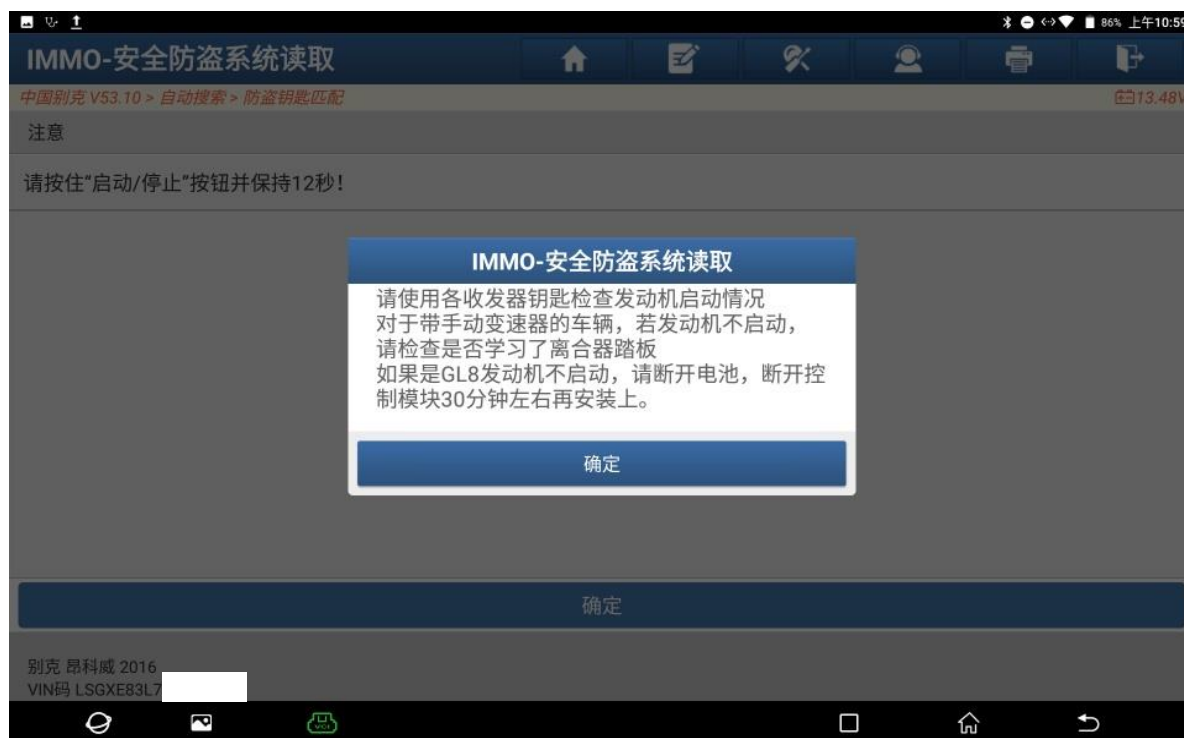 86% 上午10:59
IMMO-安全防盗系统读取
中国别克 V53.10 > 自动搜索 > 防盗钥匙匹配
13.48V
注意
请按住“启动/停止”按钮并保持12秒！
IMMO-安全防盗系统读取
请使用各收发器钥匙检查发动机启动情况
对于带手动变速器的车辆，若发动机不启动，
请检查是否学习了离合器踏板
如果是GL8发动机不启动，请断开电池，断开控
制模块30分钟左右再安装上。
确定
确定
别克 昂科威 2016
VIN码 LSGXE83L7
VCI